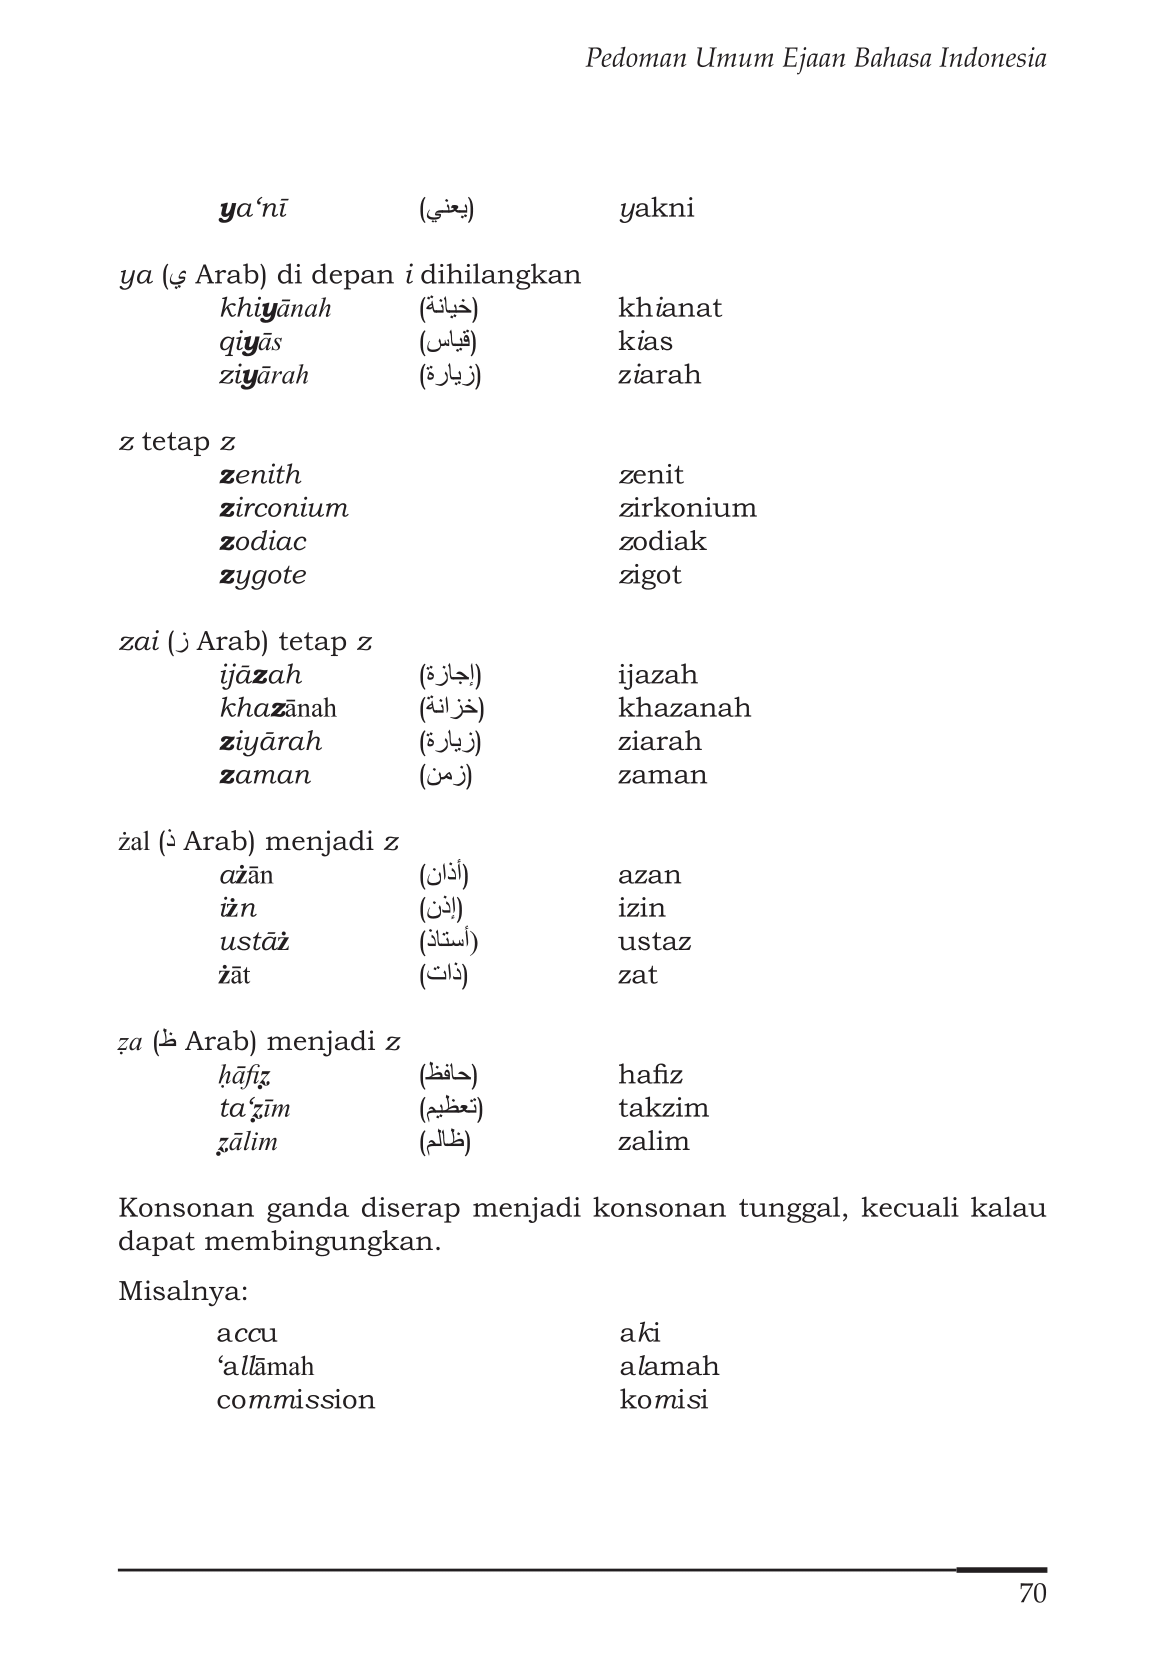 Pedoman Umum Ejaan Bahasa Indonesia
ya‘nī (يعني) yakni
ya (ي Arab) di depan i dihilangkan
khiyānah (خيانة) khianat
qiyās (قياس) kias
ziyārah (زيارة) ziarah
z tetap z
zenith zenit
zirconium zirkonium
zodiac zodiak
zygote zigot
zai (ز Arab) tetap z
ijāzah (إجازة) ijazah
khazānah (خزانة) khazanah
ziyārah (زيارة) ziarah
zaman (زمن) zaman
żal (ذ Arab) menjadi z
ażān (أذان) azan
iżn (إذن) izin
ustāż (أستاذ) ustaz
żāt (ذات) zat
ẓa (ظ Arab) menjadi z
ḥāfiẓ (حافظ) hafiz
ta‘ẓīm (تعظيم) takzim
ẓālim (ظالم) zalim
Konsonan ganda diserap menjadi konsonan tunggal, kecuali kalau
dapat membingungkan.
Misalnya:
accu aki
‘allāmah alamah
commission komisi
70